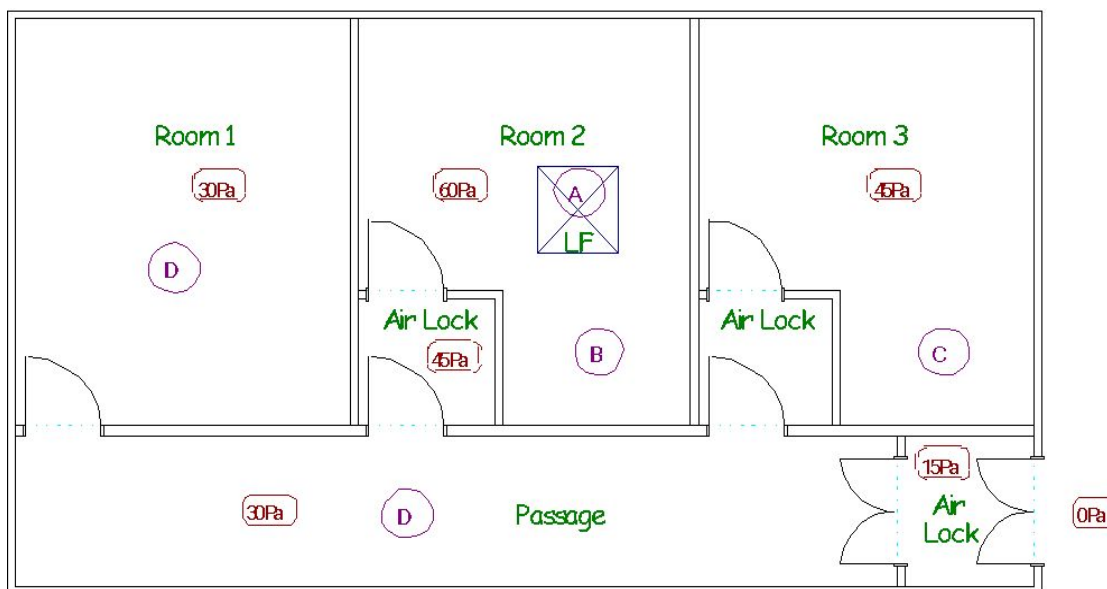 Room 1
Room 2
Room 3
30Pa
60Pa
A
45Pa
LF
D
Air Lock
Air Lock
45Pa
B
C
15Pa
30Pa
D
Passage
Air
Lock
0Pa